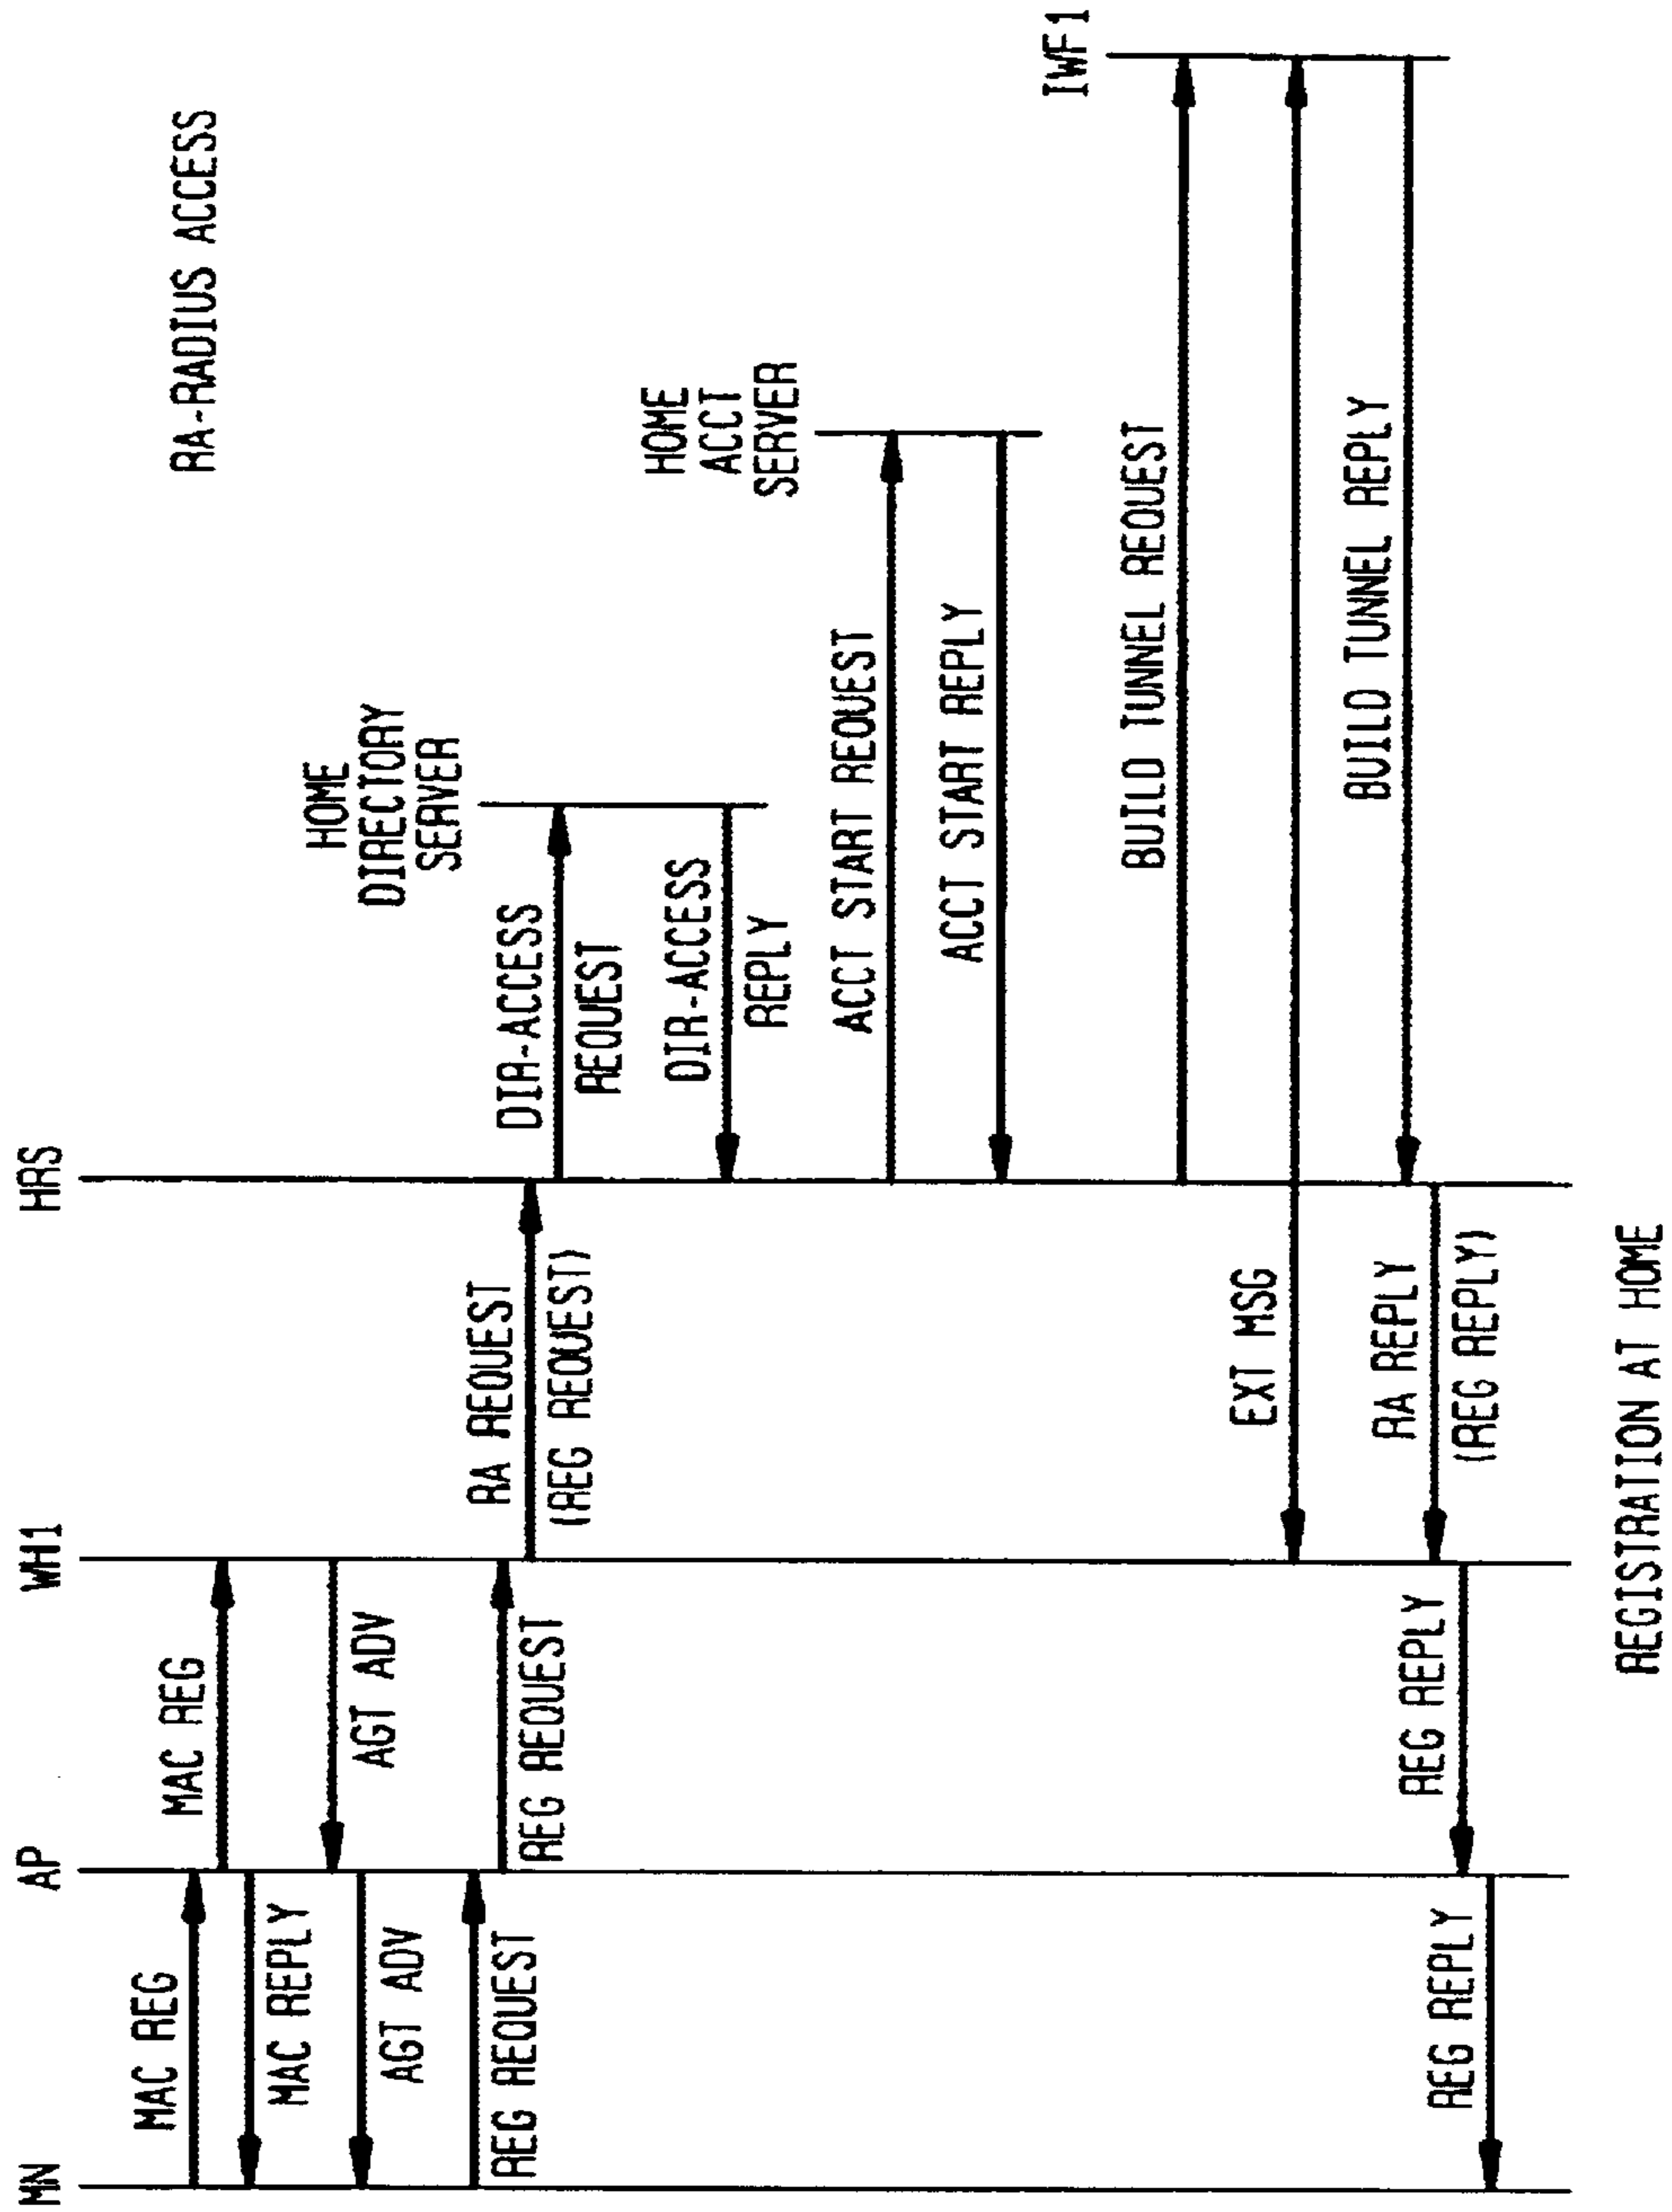 RA-RADIUS ACCESS
MN
AP
WH1
HRS
HOME
DIRECTORY
SERVER
HOME
ACCT
SERVER
IWF1
MAC REG
MAC REG
MAC REPLY
AGT ADV
AGT ADV
REG REQUEST
REG REQUEST
RA REQUEST
(REG REQUEST)
DIR-ACCESS
REQUEST
DIR-ACCESS
REPLY
ACCT START REQUEST
ACCT START REPLY
BUILD TUNNEL REQUEST
EXT MSG
BUILD TUNNEL REPLY
RA REPLY
(REG REPLY)
REG REPLY
REG REPLY
REGISTRATION AT HOME